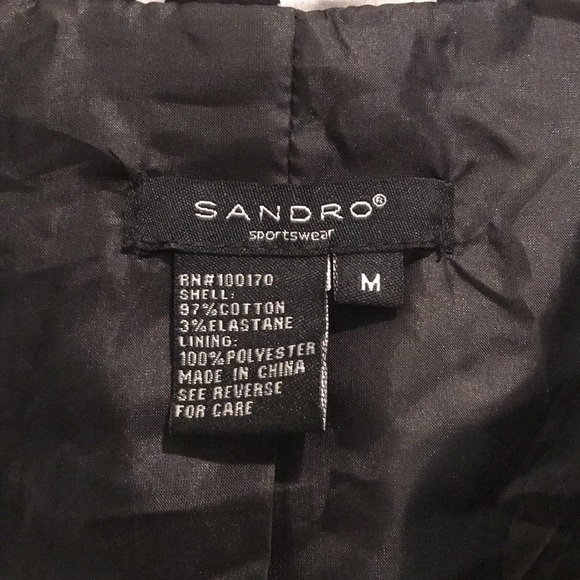 SANDRO®
sportswear
RN#100170
SHELL:
97%COTTON
3%ELASTANE
LINING:
100%POLYESTER
MADE IN CHINA
SEE REVERSE
FOR CARE
M